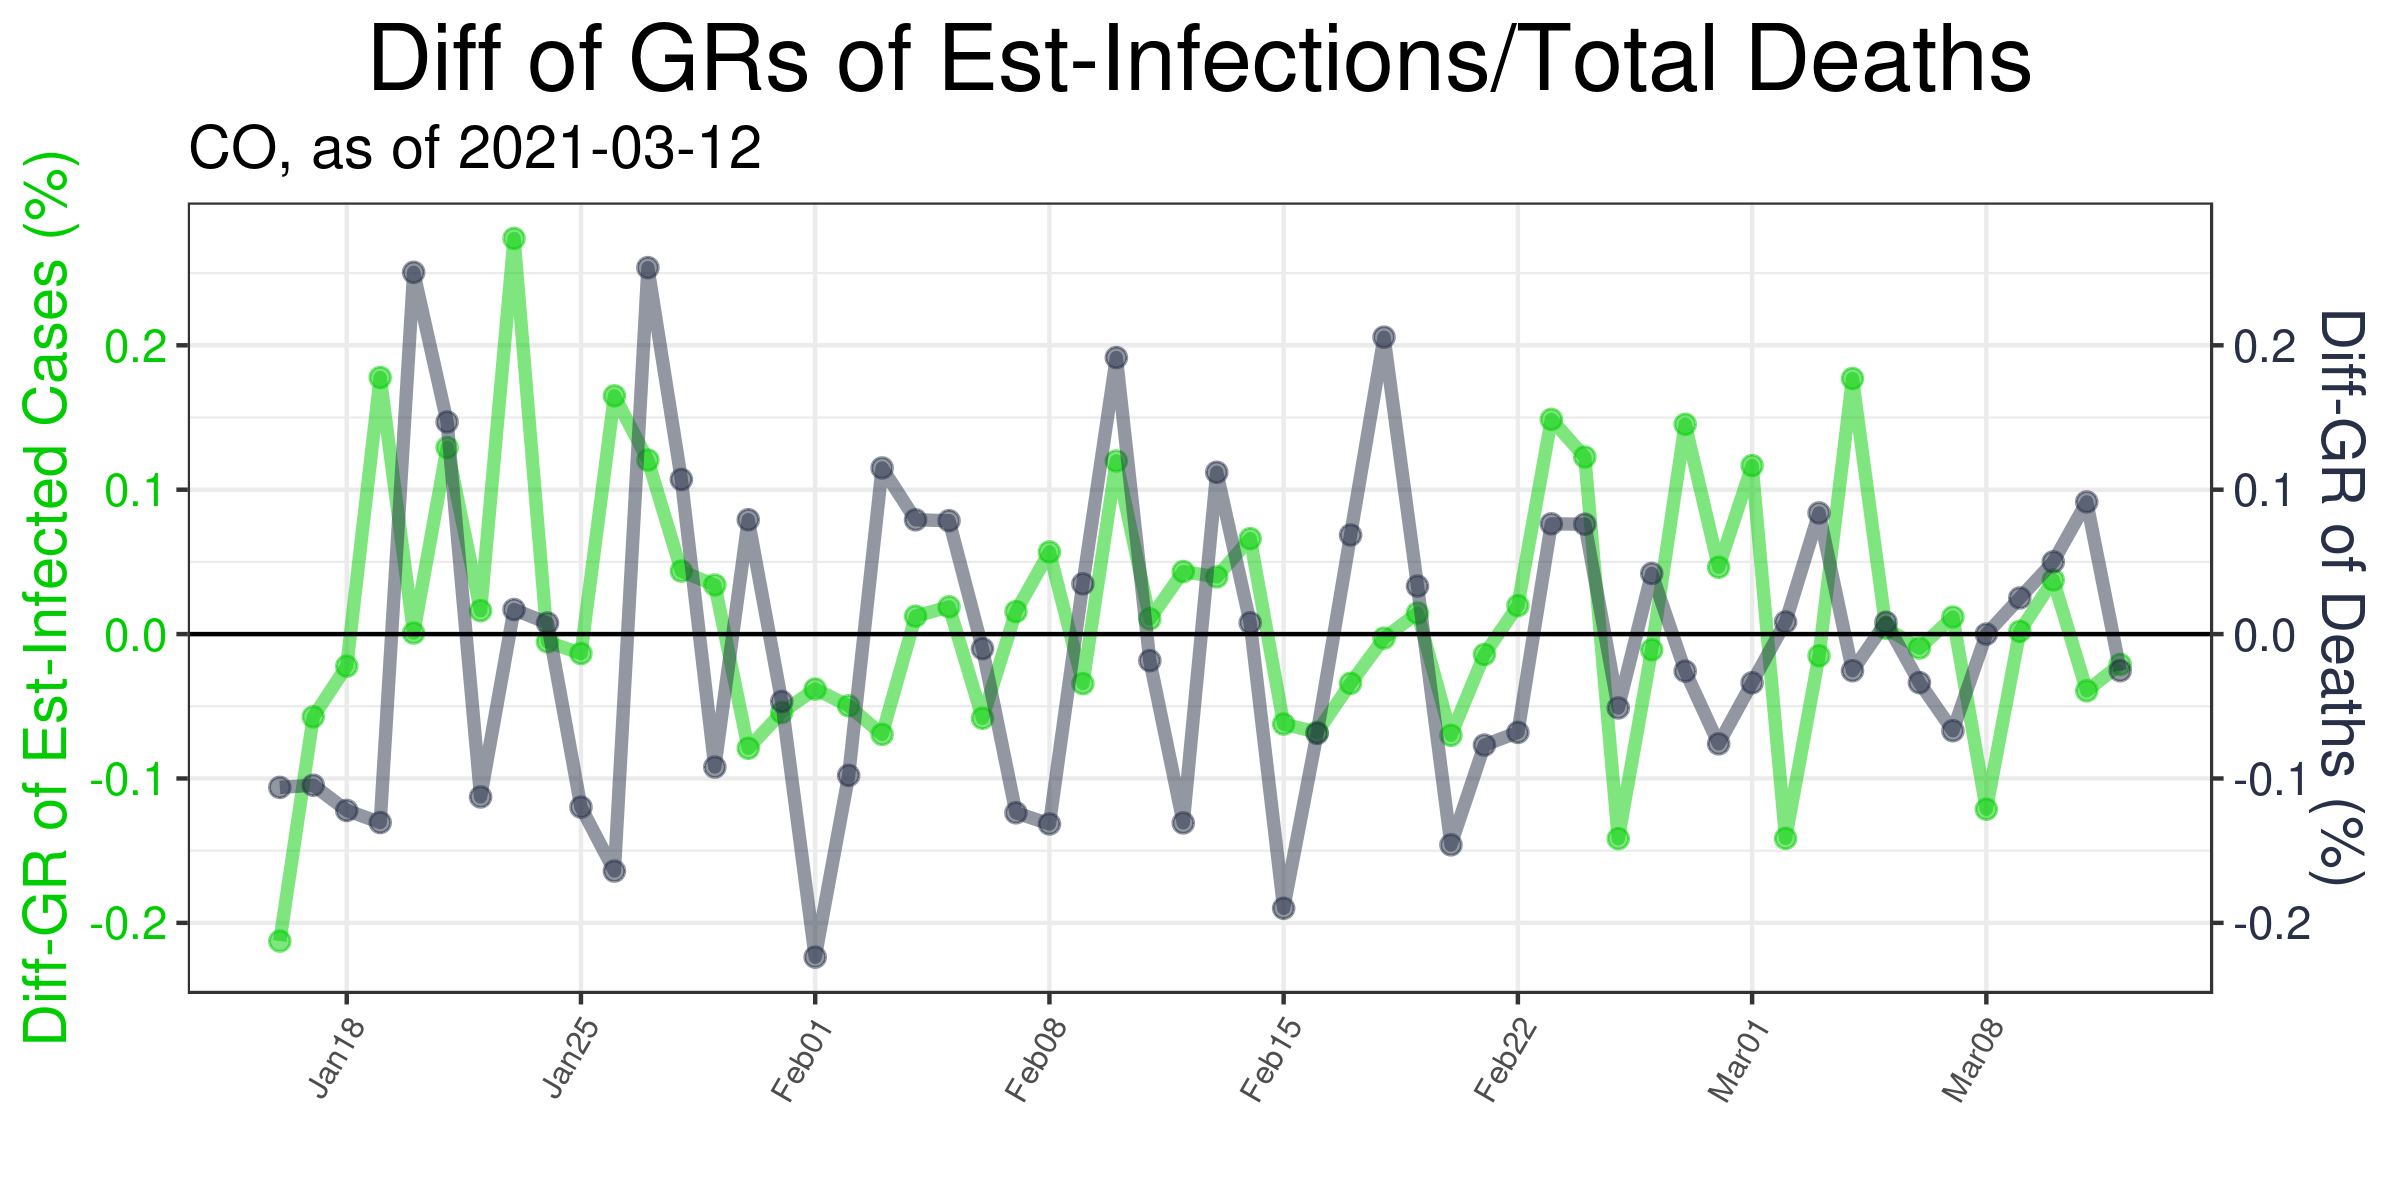 Diff of GRs of Est-Infections/Total Deaths
CO, as of 2021-03-12
Diff-GR of Est-Infected Cases (%)
0.2
0.1
0.0
-0.1
-0.2
0.2
0.1
0.0
-0.1
-0.2
Diff-GR of Deaths (%)
Jan18
Jan25
Feb01
Feb08
Feb15
Feb22
Mar01
Mar08